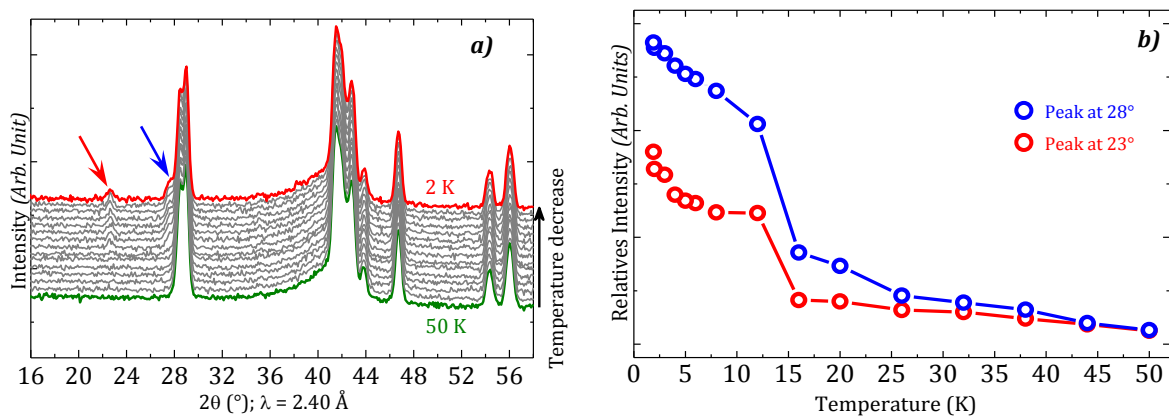 a)
Intensity (Arb. Unit)
2 K
50 K
Temperature decrease
16 20 24 28 32 36 40 44 48 52 56
2θ (°); λ = 2.40 Å
b)
Relatives Intensity (Arb. Units)
Peak at 28°
Peak at 23°
0 5 10 15 20 25 30 35 40 45 50
Temperature (K)